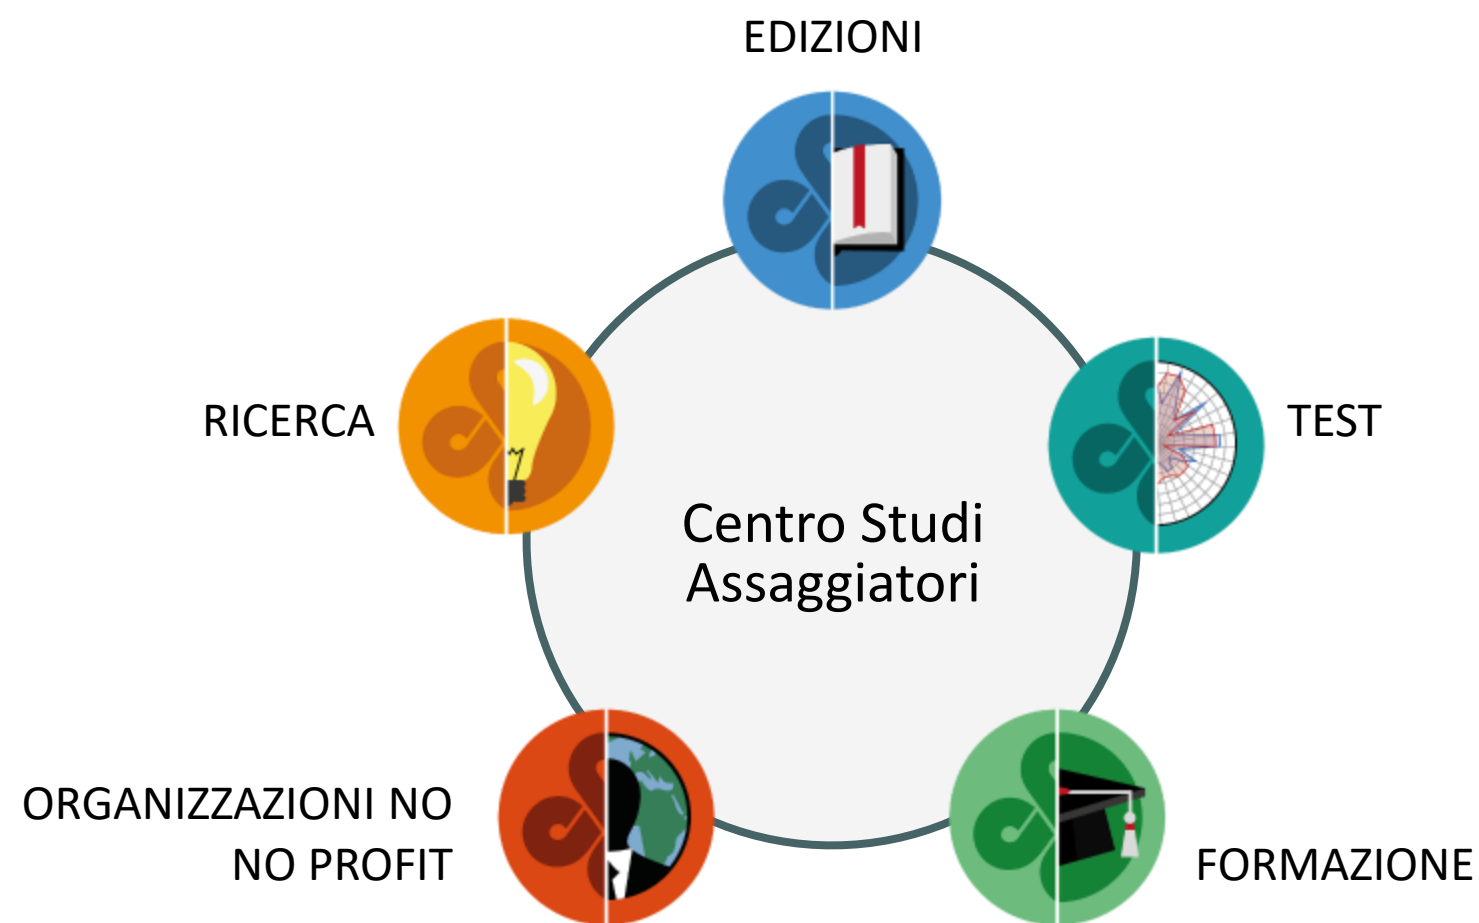 EDIZIONI
RICERCA
TEST
Centro Studi
Assaggiatori
ORGANIZZAZIONI NO
NO PROFIT
FORMAZIONE